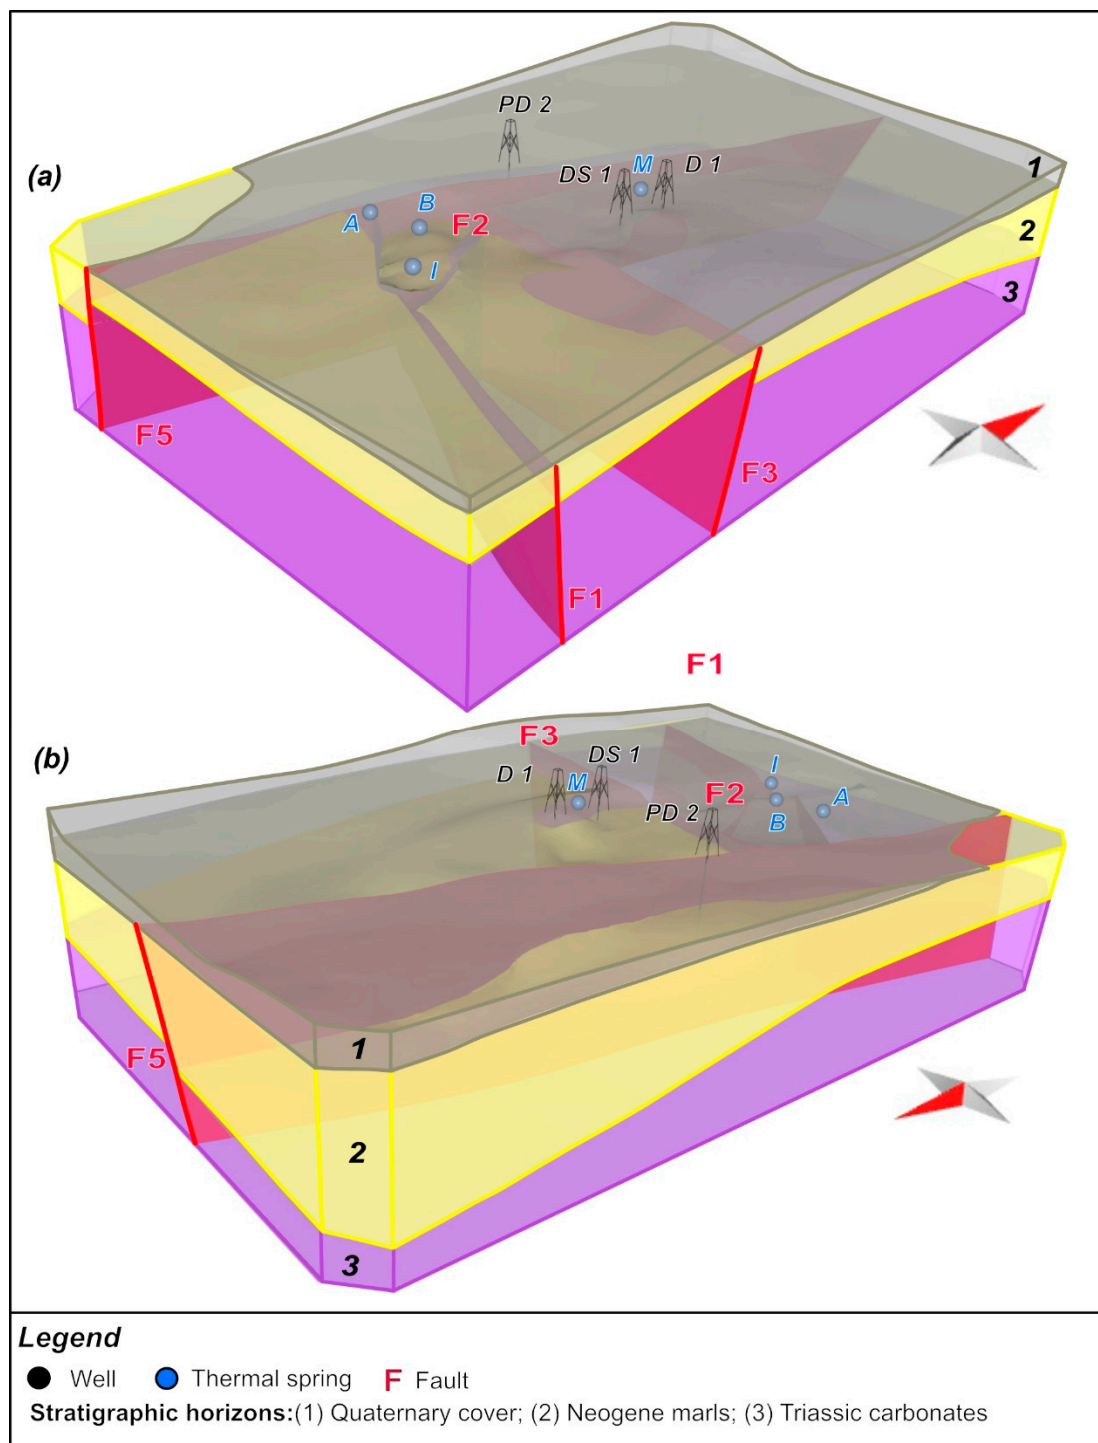 (a)
PD 2
DS 1
M
D 1
1
A
B
F2
2
I
3
F5
F3
F1
F1
(b)
F3
DS 1
D 1
M
I
F2
A
PD 2
B
F5
1
2
3
Legend
Well Thermal spring F Fault
Stratigraphic horizons:(1) Quaternary cover; (2) Neogene marls; (3) Triassic carbonates